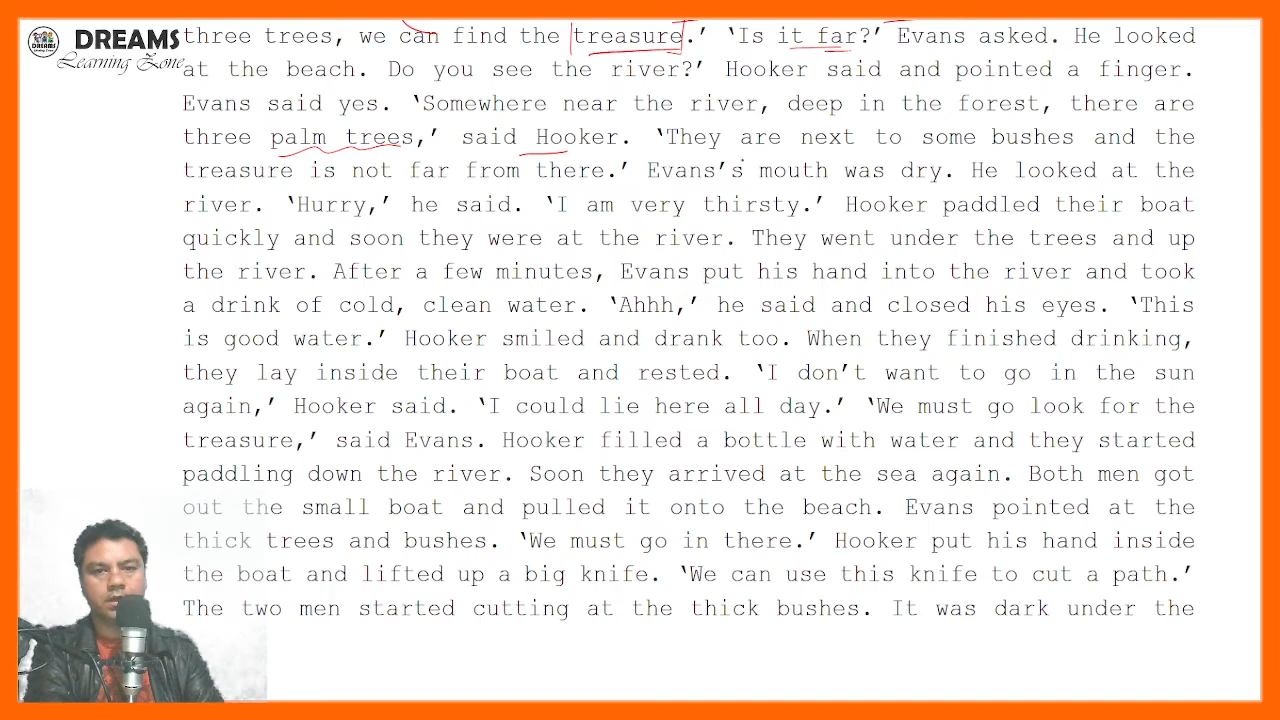 DREAMS
Learning Zone
three trees, we can find the treasure.’ ‘Is it far?’ Evans asked. He looked
at the beach. Do you see the river?’ Hooker said and pointed a finger.
Evans said yes. ‘Somewhere near the river, deep in the forest, there are
three palm trees,’ said Hooker. ‘They are next to some bushes and the
treasure is not far from there.’ Evans’s mouth was dry. He looked at the
river. ‘Hurry,’ he said. ‘I am very thirsty.’ Hooker paddled their boat
quickly and soon they were at the river. They went under the trees and up
the river. After a few minutes, Evans put his hand into the river and took
a drink of cold, clean water. ‘Ahhh,’ he said and closed his eyes. ‘This
is good water.’ Hooker smiled and drank too. When they finished drinking,
they lay inside their boat and rested. ‘I don’t want to go in the sun
again,’ Hooker said. ‘I could lie here all day.’ ‘We must go look for the
treasure,’ said Evans. Hooker filled a bottle with water and they started
paddling down the river. Soon they arrived at the sea again. Both men got
out the small boat and pulled it onto the beach. Evans pointed at the
thick trees and bushes. ‘We must go in there.’ Hooker put his hand inside
the boat and lifted up a big knife. ‘We can use this knife to cut a path.’
The two men started cutting at the thick bushes. It was dark under the